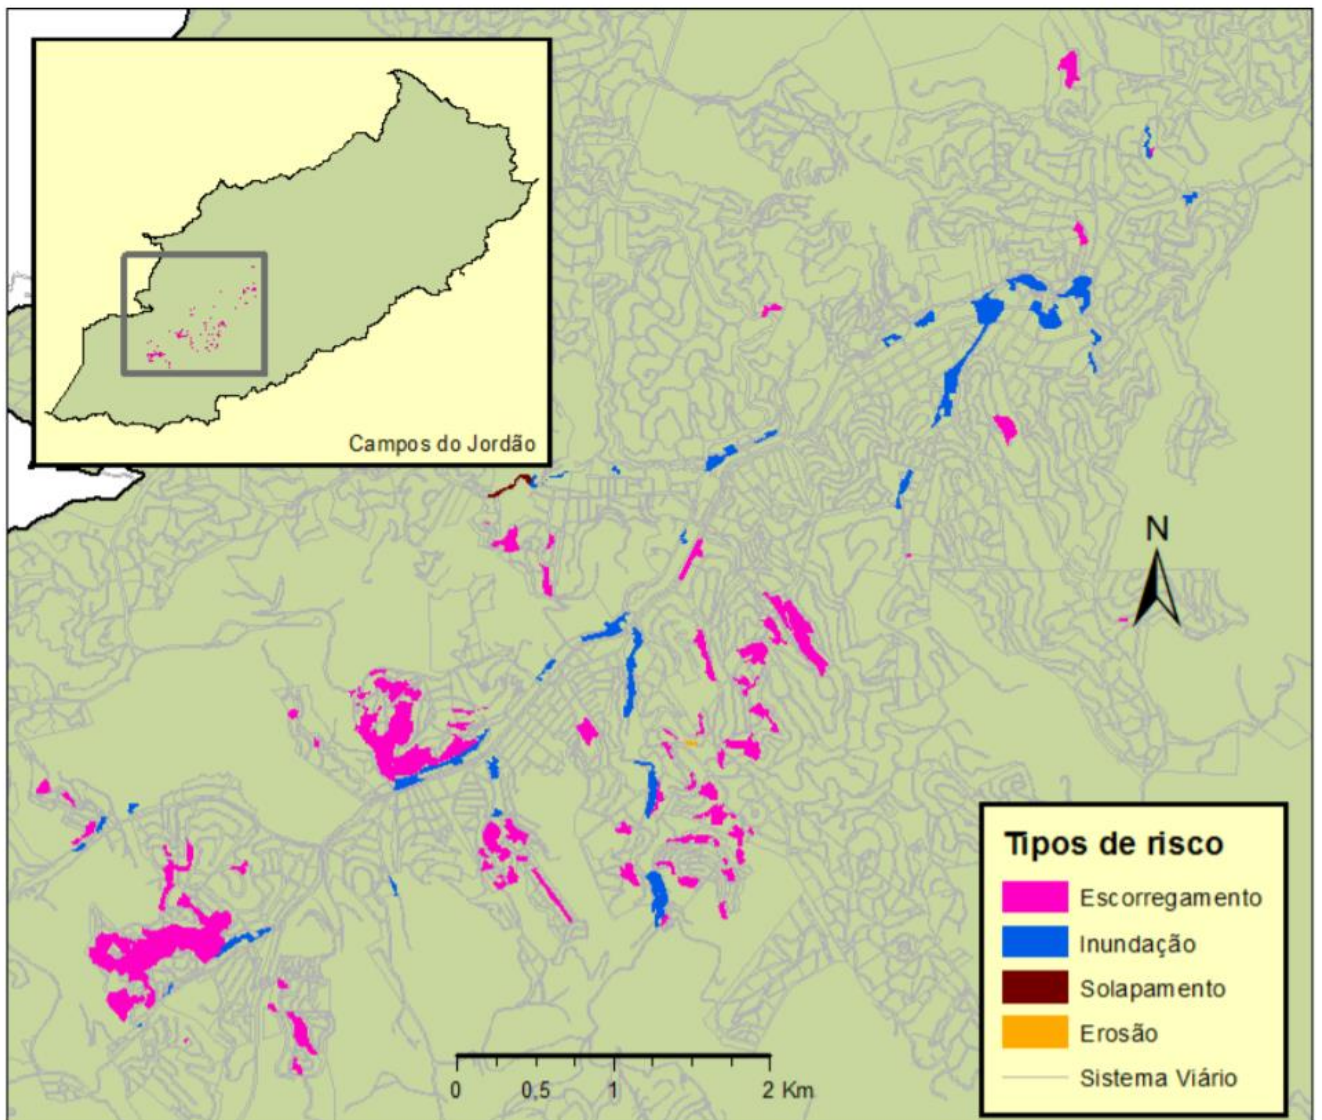 Campos do Jordão
N
Tipos de risco
Escorregamento
Inundação
Solapamento
Erosão
Sistema Viário
0 0,5 1 2 Km